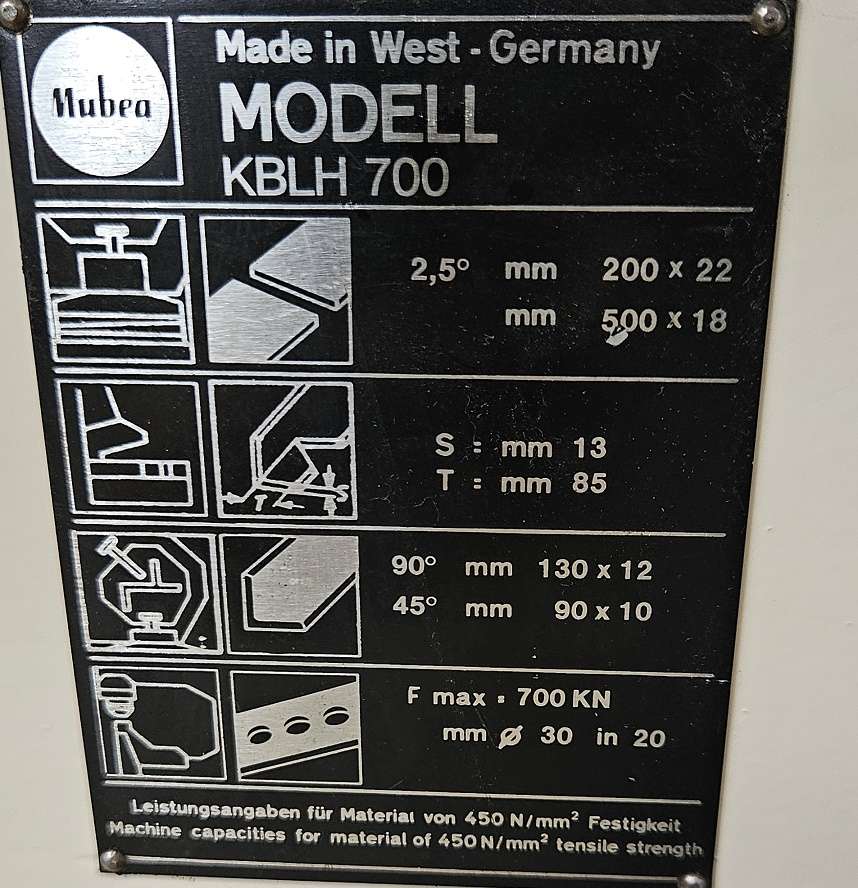 Mubea
Made in West - Germany
MODELL
KBLH 700
2,5° mm 200 x 22
mm 500 x 18
S = mm 13
T = mm 85
T S
90° mm 130 x 12
45° mm 90 x 10
F max = 700 KN
mm ø 30 in 20
Leistungsangaben für Material von 450 N/mm² Festigkeit
Machine capacities for material of 450 N/mm² tensile strength